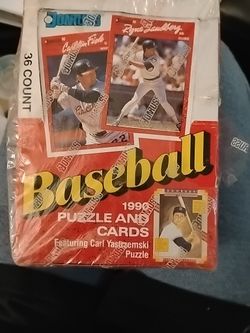 DONRUSS
36 COUNT
Carlton Fisk
Ryne Sandberg
Baseball
1990
PUZZLE AND
CARDS
Featuring Carl Yastrzemski
Puzzle